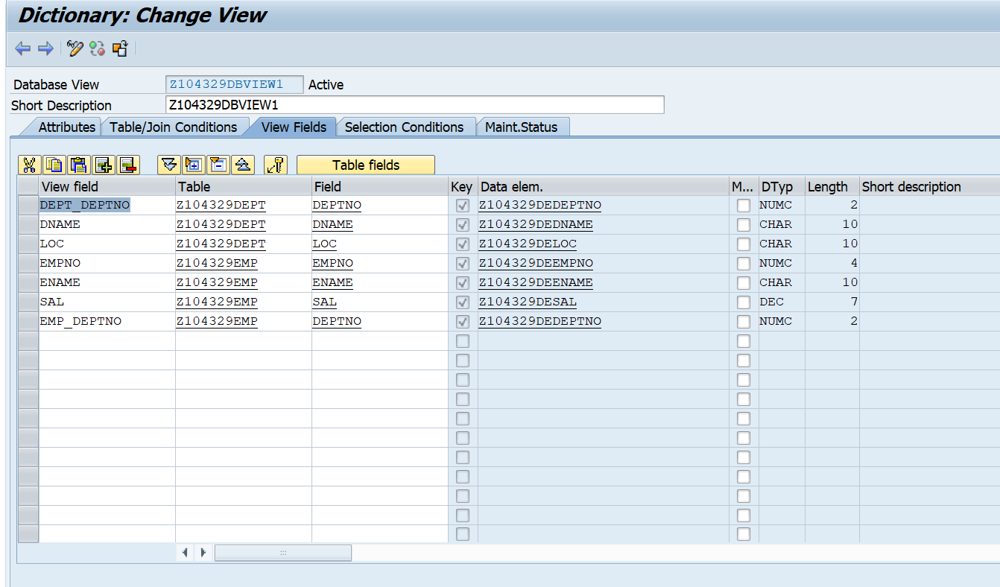 Dictionary: Change View
Database View Z104329DBVIEW1 Active
Short Description Z104329DBVIEW1
Attributes Table/Join Conditions View Fields Selection Conditions Maint.Status
Table fields
View field Table Field Key Data elem. M... DTyp Length Short description
DEPT_DEPTNO Z104329DEPT DEPTNO Z104329DEDEPTNO NUMC 2
DNAME Z104329DEPT DNAME Z104329DEDNAME CHAR 10
LOC Z104329DEPT LOC Z104329DELOC CHAR 10
EMPNO Z104329EMP EMPNO Z104329DEEMPNO NUMC 4
ENAME Z104329EMP ENAME Z104329DEENAME CHAR 10
SAL Z104329EMP SAL Z104329DESAL DEC 7
EMP_DEPTNO Z104329EMP DEPTNO Z104329DEDEPTNO NUMC 2